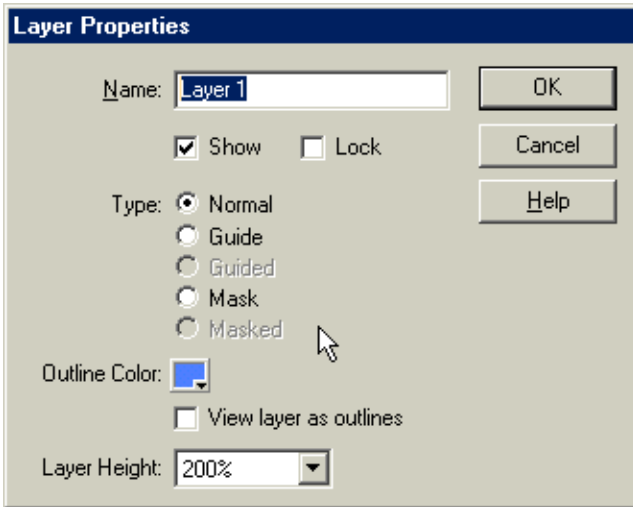 Layer Properties
Name: Layer 1 OK
Show Lock Cancel
Type: Normal Help
Guide
Guided
Mask
Masked
Outline Color:
View layer as outlines
Layer Height: 200%